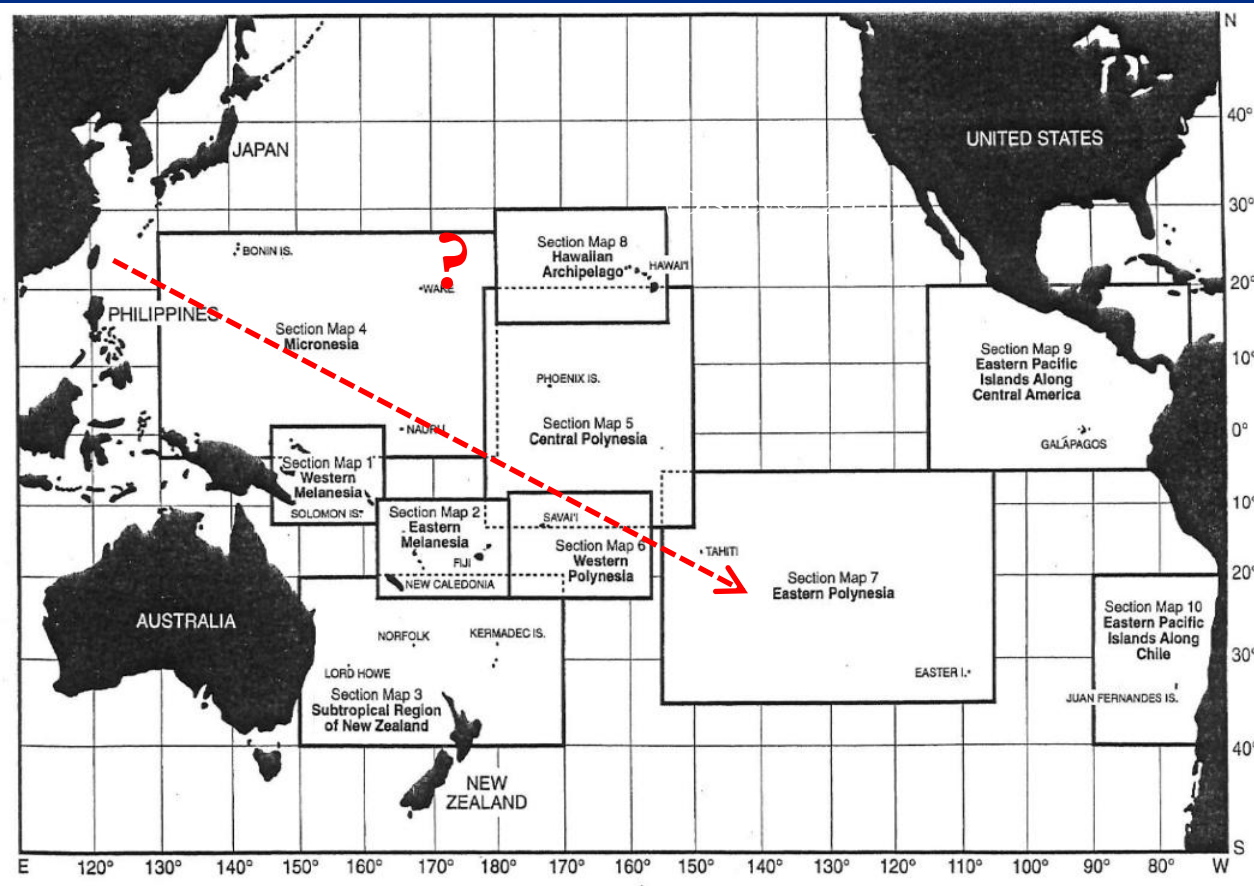 N
40°
JAPAN
UNITED STATES
30°
Section Map 8
Hawaiian
Archipelago
HAWAI'I
BONIN IS.
?
WAKE
20°
PHILIPPINES
Section Map 4
Micronesia
Section Map 9
Eastern Pacific
Islands Along
Central America
10°
PHOENIX IS.
Section Map 5
Central Polynesia
NAURU
0°
GALAPAGOS
Section Map 1
Western
Melanesia
SOLOMON IS.
10°
Section Map 2
Eastern
Melanesia
FIJI
NEW CALEDONIA
SAVAI'I
Section Map 6
Western
Polynesia
TAHITI
Section Map 7
Eastern Polynesia
20°
AUSTRALIA
Section Map 10
Eastern Pacific
Islands Along
Chile
NORFOLK
KERMADEC IS.
30°
LORD HOWE
EASTER I.
JUAN FERNANDES IS.
Section Map 3
Subtropical Region
of New Zealand
40°
NEW
ZEALAND
S
E 120° 130° 140° 150° 160° 170° 180° 170° 160° 150° 140° 130° 120° 110° 100° 90° 80° W